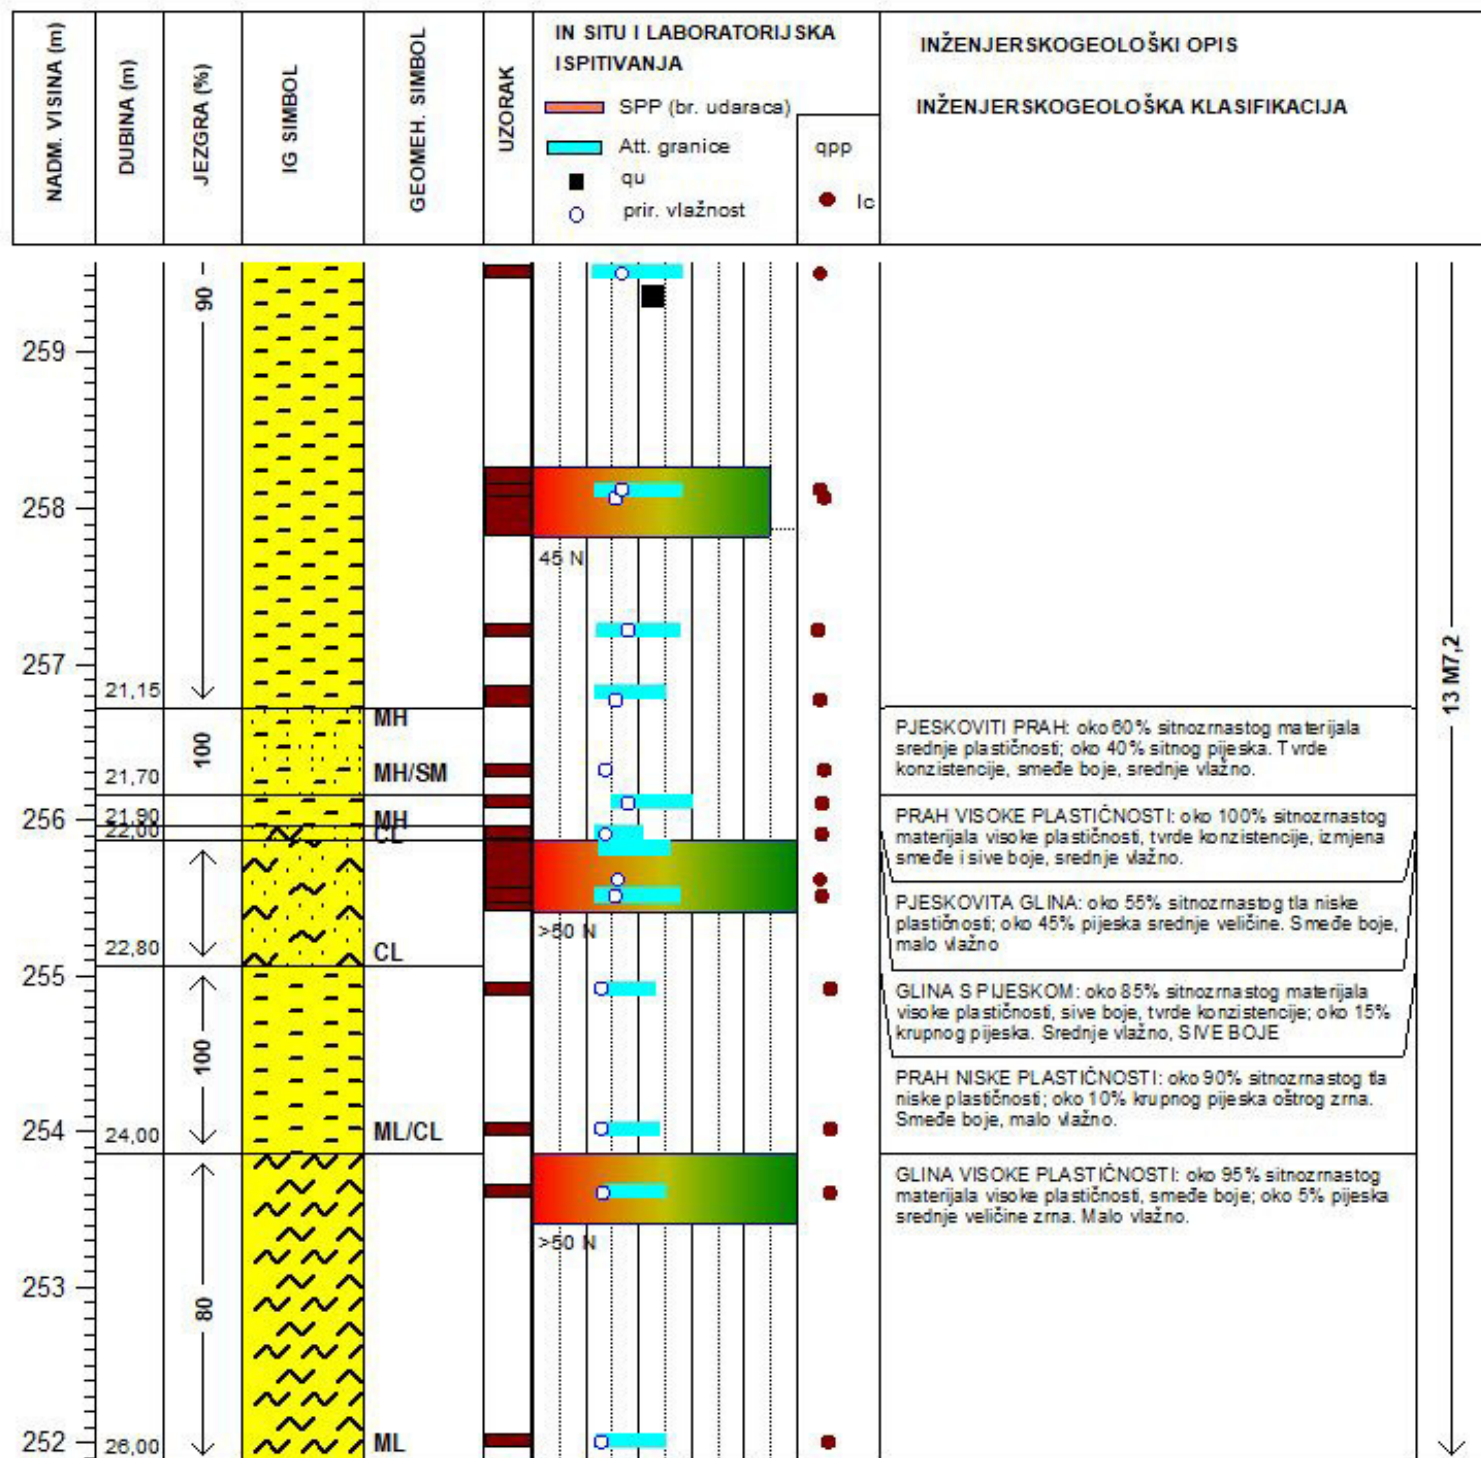 NADM. VISINA (m)
DUBINA (m)
JEZGRA (%)
IG SIMBOL
GEOMEH. SIMBOL
UZORAK
IN SITU I LABORATORIJSKA
ISPITIVANJA
SPP (br. udaraca)
Att. granice
qu
prir. vlažnost
qpp
Ic
INŽENJERSKOGEOLOŠKI OPIS
INŽENJERSKOGEOLOŠKA KLASIFIKACIJA
90
259
258
45 N
257
21,15
MH
100
21,70
MH/SM
21,90
MH
256
22,00
CL
>50 N
22,80
CL
255
100
254
24,00
ML/CL
>50 N
253
80
252
26,00
ML
PJESKOVITI PRAH: oko 60% sitnozrnastog materijala
srednje plastičnosti; oko 40% sitnog pijeska. Tvrde
konzistencije, smeđe boje, srednje vlažno.
PRAH VISOKE PLASTIČNOSTI: oko 100% sitnozrnastog
materijala visoke plastičnosti, tvrde konzistencije, izmjena
smeđe i sive boje, srednje vlažno.
PJESKOVITA GLINA: oko 55% sitnozrnastog tla niske
plastičnosti; oko 45% pijeska srednje veličine. Smeđe boje,
malo vlažno
GLINA S PIJESKOM: oko 85% sitnozrnastog materijala
visoke plastičnosti, sive boje, tvrde konzistencije; oko 15%
krupnog pijeska. Srednje vlažno, SIVE BOJE
PRAH NISKE PLASTIČNOSTI: oko 90% sitnozrnastog tla
niske plastičnosti; oko 10% krupnog pijeska oštrog zrna.
Smeđe boje, malo vlažno.
GLINA VISOKE PLASTIČNOSTI: oko 95% sitnozrnastog
materijala visoke plastičnosti, smeđe boje; oko 5% pijeska
srednje veličine zrna. Malo vlažno.
13 M7,2